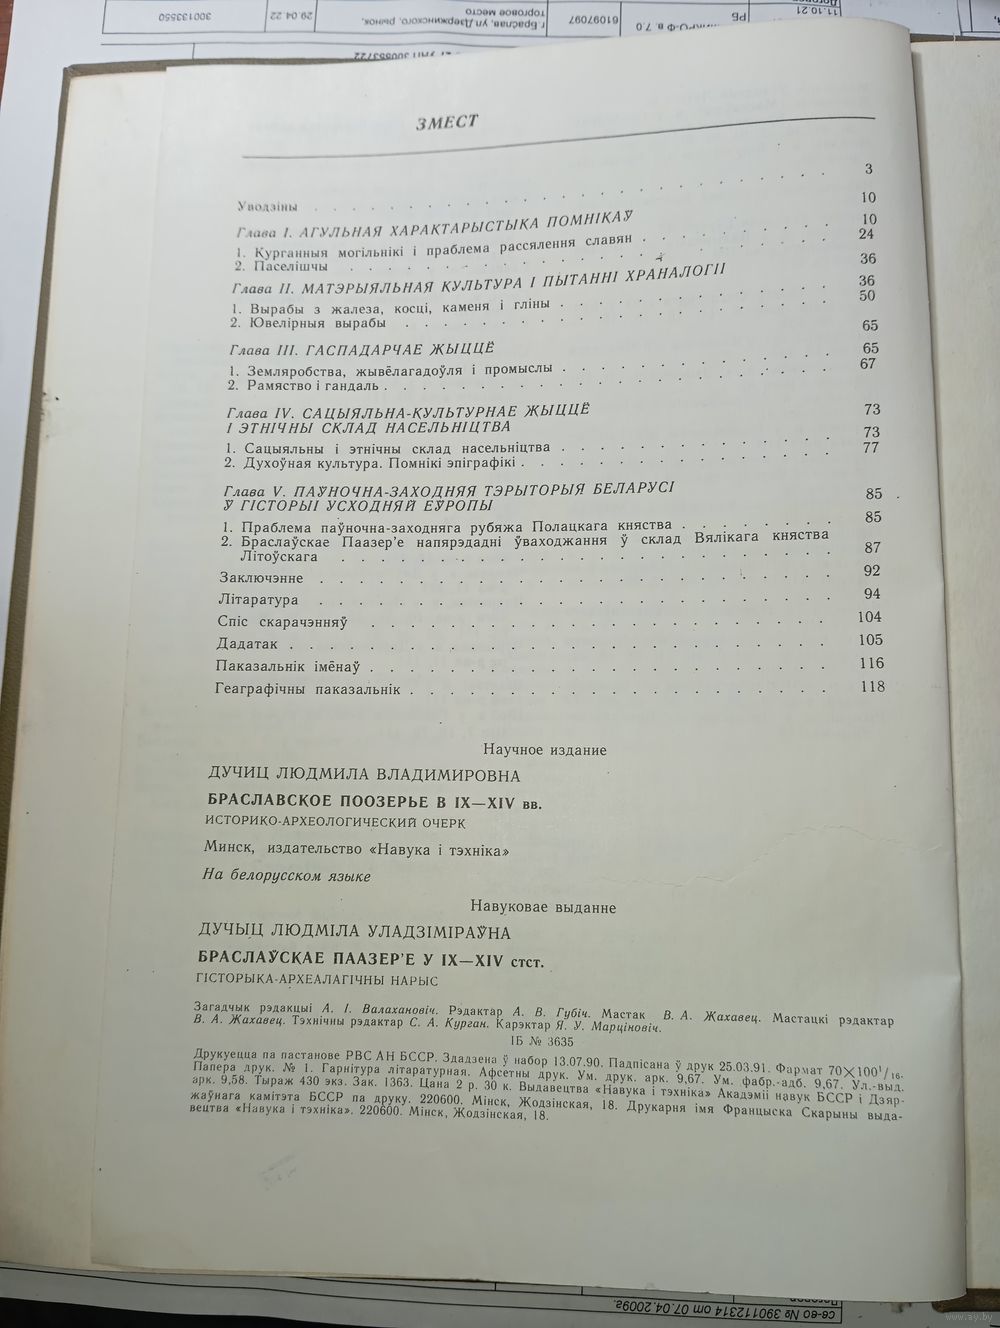 300133550
29 04 22
г Браслав, ул Дзержинского, рынок,
торговое место
61097097
РБ
11.10.21
ЗМЕСТ
Уводзіны . . . 3
Глава I. АГУЛЬНАЯ ХАРАКТАРЫСТЫКА ПОМНІКАЎ 10
1. Курганныя могільнікі і праблема рассялення славян . . . 10
2. Паселішчы . . . 24
Глава II. МАТЭРЫЯЛЬНАЯ КУЛЬТУРА І ПЫТАННІ ХРАНАЛОГІІ 36
1. Вырабы з жалеза, косці, каменя і гліны . . . 36
2. Ювелірныя вырабы . . . 50
Глава III. ГАСПАДАРЧАЕ ЖЫЦЦЁ 65
1. Земляробства, жывёлагадоўля і промыслы . . . 65
2. Рамяство і гандаль . . . 67
Глава IV. САЦЫЯЛЬНА-КУЛЬТУРНАЕ ЖЫЦЦЁ
І ЭТНІЧНЫ СКЛАД НАСЕЛЬНІЦТВА 73
1. Сацыяльны і этнічны склад насельніцтва . . . 73
2. Духоўная культура. Помнікі эпіграфікі . . . 77
Глава V. ПАЎНОЧНА-ЗАХОДНЯЯ ТЭРЫТОРЫЯ БЕЛАРУСІ
Ў ГІСТОРЫІ УСХОДНЯЙ ЕЎРОПЫ 85
1. Праблема паўночна-заходняга рубяжа Полацкага княства . . . 85
2. Браслаўскае Паазер'е напярэдадні ўваходжання ў склад Вялікага княства
Літоўскага . . . 87
Заключэнне . . . 92
Літаратура . . . 94
Спіс скарачэнняў . . . 104
Дадатак . . . 105
Паказальнік імёнаў . . . 116
Геаграфічны паказальнік . . . 118
Научное издание
ДУЧИЦ ЛЮДМИЛА ВЛАДИМИРОВНА
БРАСЛАВСКОЕ ПООЗЕРЬЕ В IX—XIV вв.
ИСТОРИКО-АРХЕОЛОГИЧЕСКИЙ ОЧЕРК
Минск, издательство «Навука і тэхніка»
На белорусском языке
Навуковае выданне
ДУЧЫЦ ЛЮДМІЛА УЛАДЗІМІРАЎНА
БРАСЛАЎСКАЕ ПААЗЕР'Е У IX—XIV стст.
ГІСТОРЫКА-АРХЕАЛАГІЧНЫ НАРЫС
Загадчык рэдакцыі А. І. Валахановіч. Рэдактар А. В. Губіч. Мастак В. А. Жахавец. Мастацкі рэдактар
В. А. Жахавец. Тэхнічны рэдактар С. А. Курган. Карэктар Я. У. Марціновіч.
ІБ № 3635
Друкуецца па пастанове РВС АН БССР. Здадзена ў набор 13.07.90. Падпісана ў друк 25.03.91. Фармат 70×100¹/₁₆.
Папера друк. № 1. Гарнітура літаратурная. Афсетны друк. Ум. друк. арк. 9,67. Ум. фабр.-адб. 9,67. Ул.-выд.
арк. 9,58. Тыраж 430 экз. Зак. 1363. Цана 2 р. 30 к. Выдавецтва «Навука і тэхніка» Акадэміі навук БССР і Дзяр-
жаўнага камітэта БССР па друку. 220600. Мінск, Жодзінская, 18. Друкарня імя Францыска Скарыны выда-
вецтва «Навука і тэхніка». 220600. Мінск, Жодзінская, 18.
св-во № 390112314 от 07.04.2009г.
www.ay.by